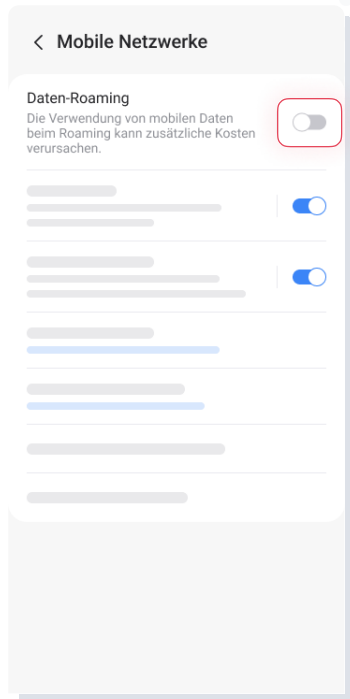 Mobile Netzwerke
Daten-Roaming
Die Verwendung von mobilen Daten
beim Roaming kann zusätzliche Kosten
verursachen.